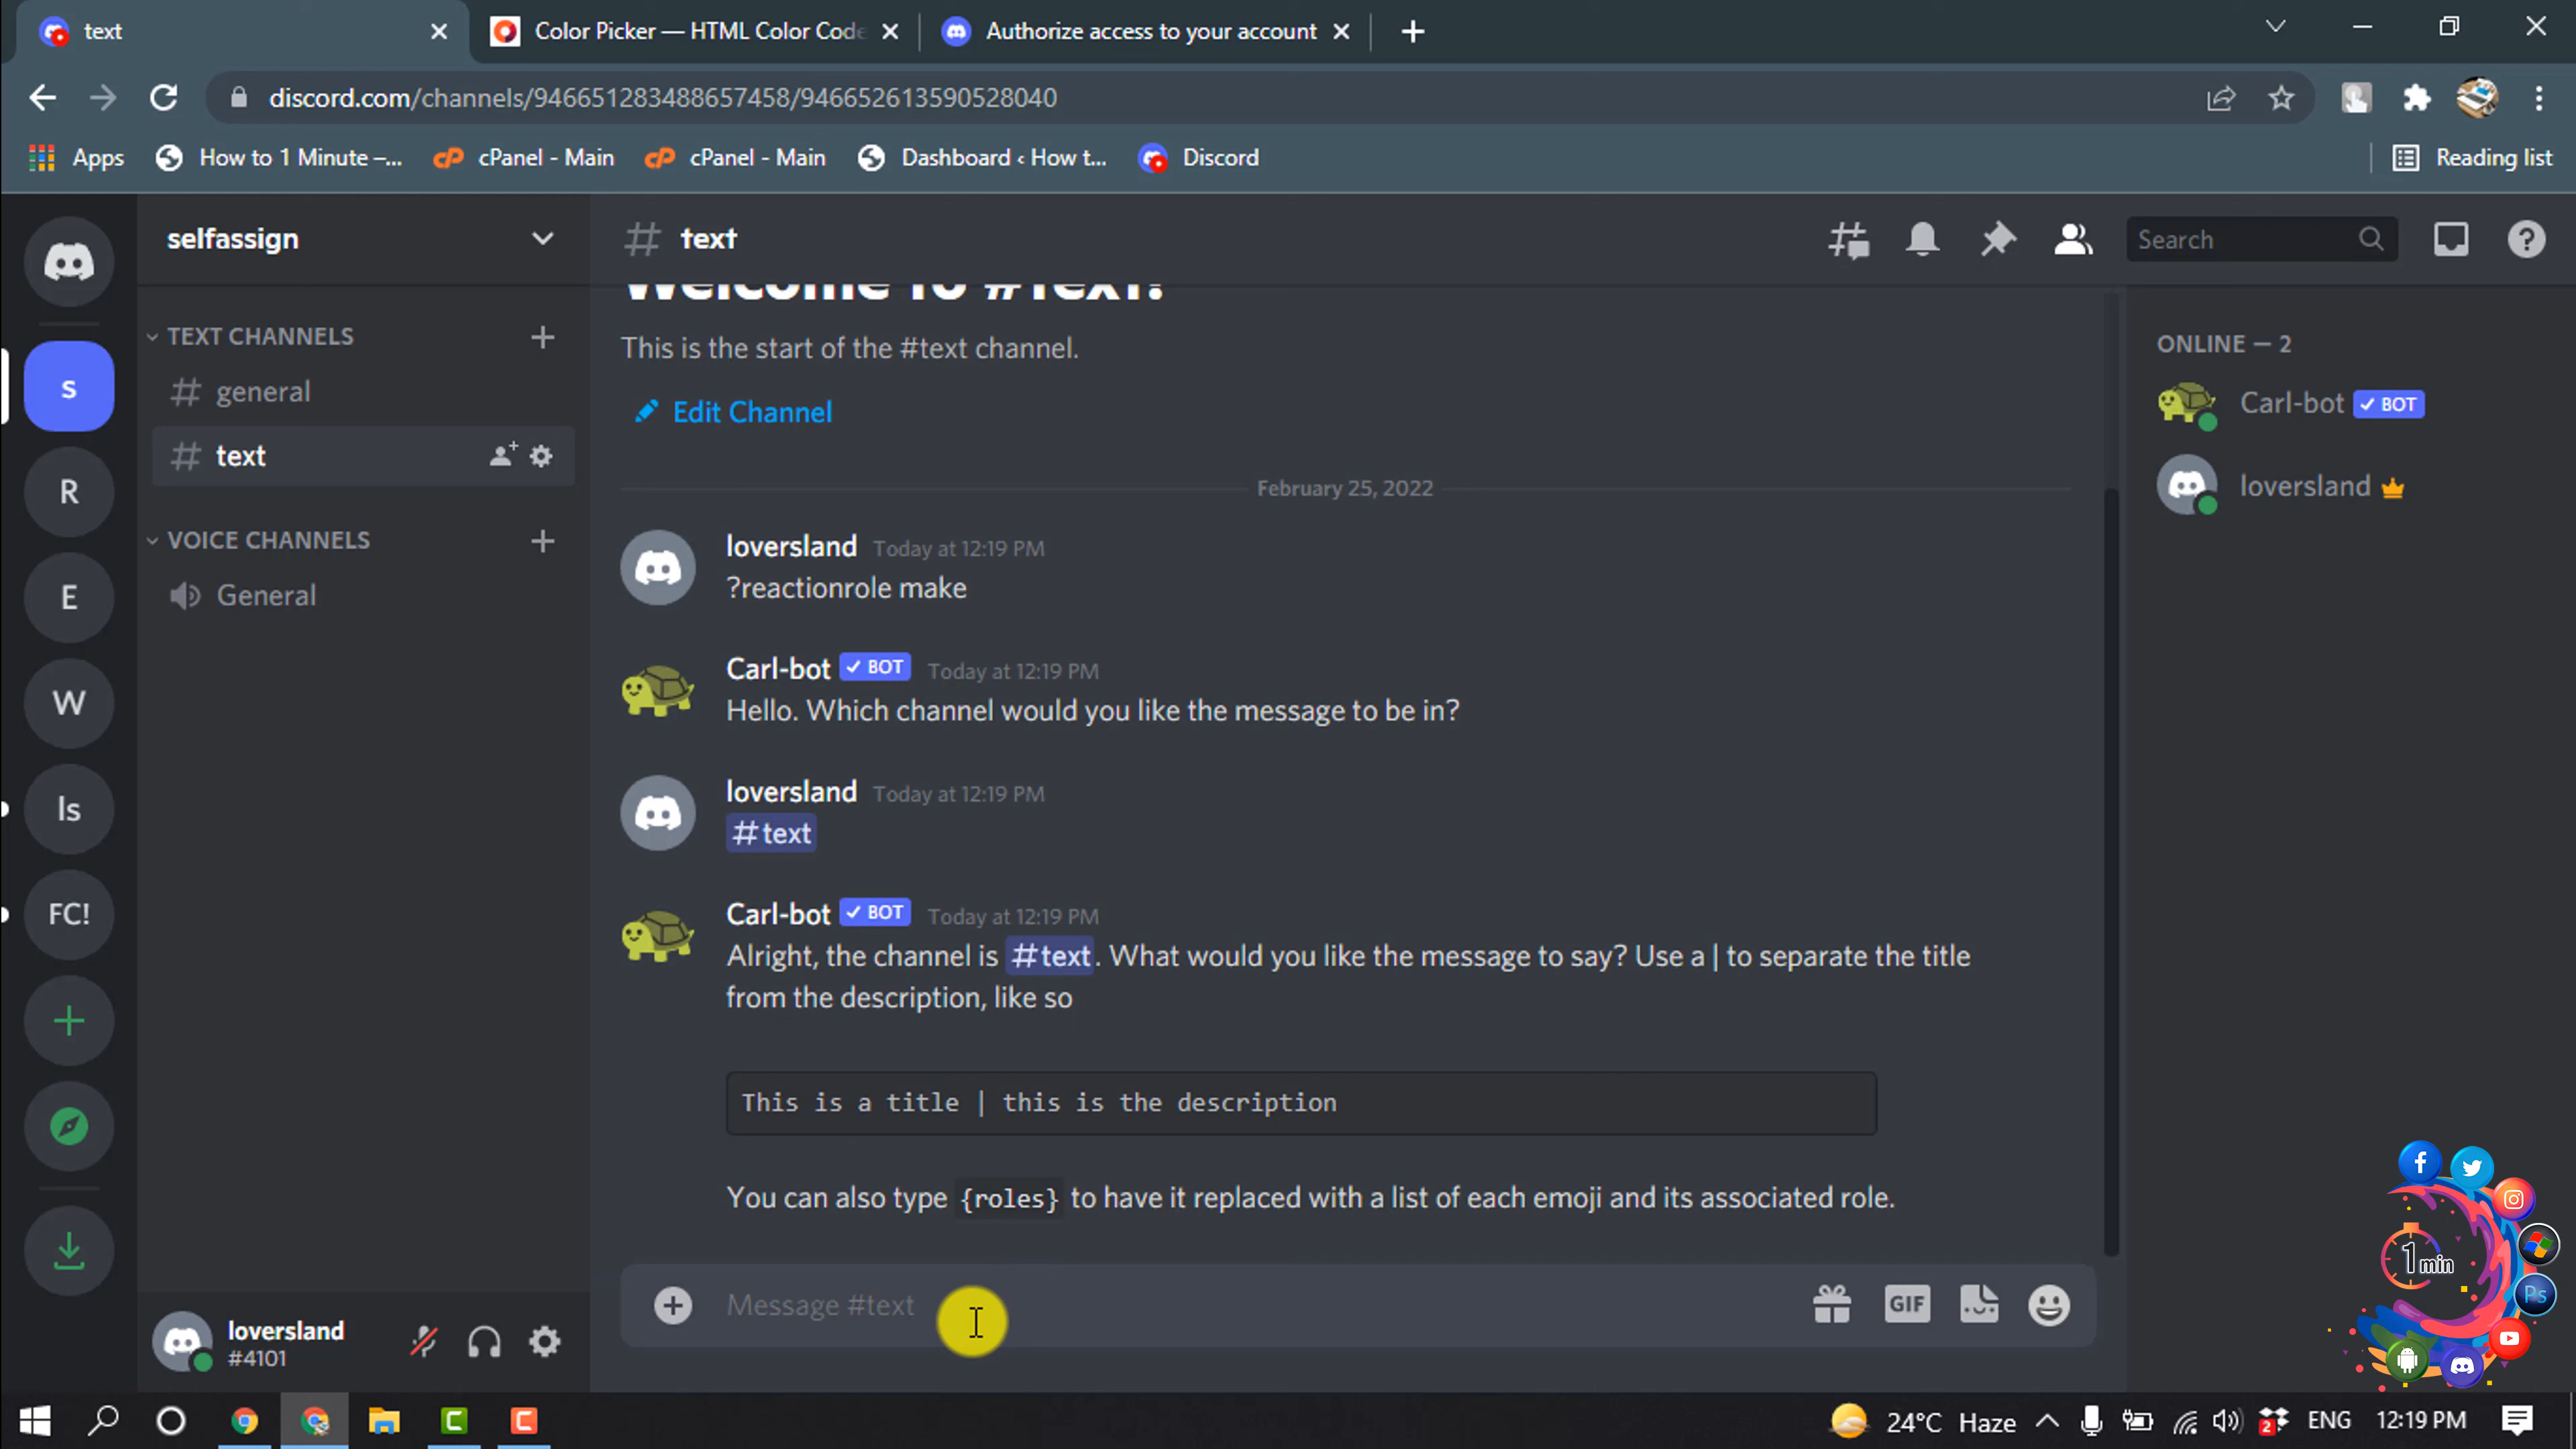 text
Color Picker — HTML Color Code
Authorize access to your account
discord.com/channels/946651283488657458/946652613590528040
Apps
How to 1 Minute –...
cPanel - Main
cPanel - Main
Dashboard ‹ How t...
Discord
Reading list
selfassign
# text
Search
TEXT CHANNELS
general
text
VOICE CHANNELS
General
S
R
E
W
ls
FC!
Welcome to #text!
This is the start of the #text channel.
Edit Channel
February 25, 2022
loversland Today at 12:19 PM
?reactionrole make
Carl-bot ✓ BOT Today at 12:19 PM
Hello. Which channel would you like the message to be in?
loversland Today at 12:19 PM
#text
Carl-bot ✓ BOT Today at 12:19 PM
Alright, the channel is #text. What would you like the message to say? Use a | to separate the title
from the description, like so
This is a title | this is the description
You can also type {roles} to have it replaced with a list of each emoji and its associated role.
Message #text
GIF
ONLINE — 2
Carl-bot ✓ BOT
loversland
loversland
#4101
1 min
Ps
24°C Haze
2
ENG
12:19 PM